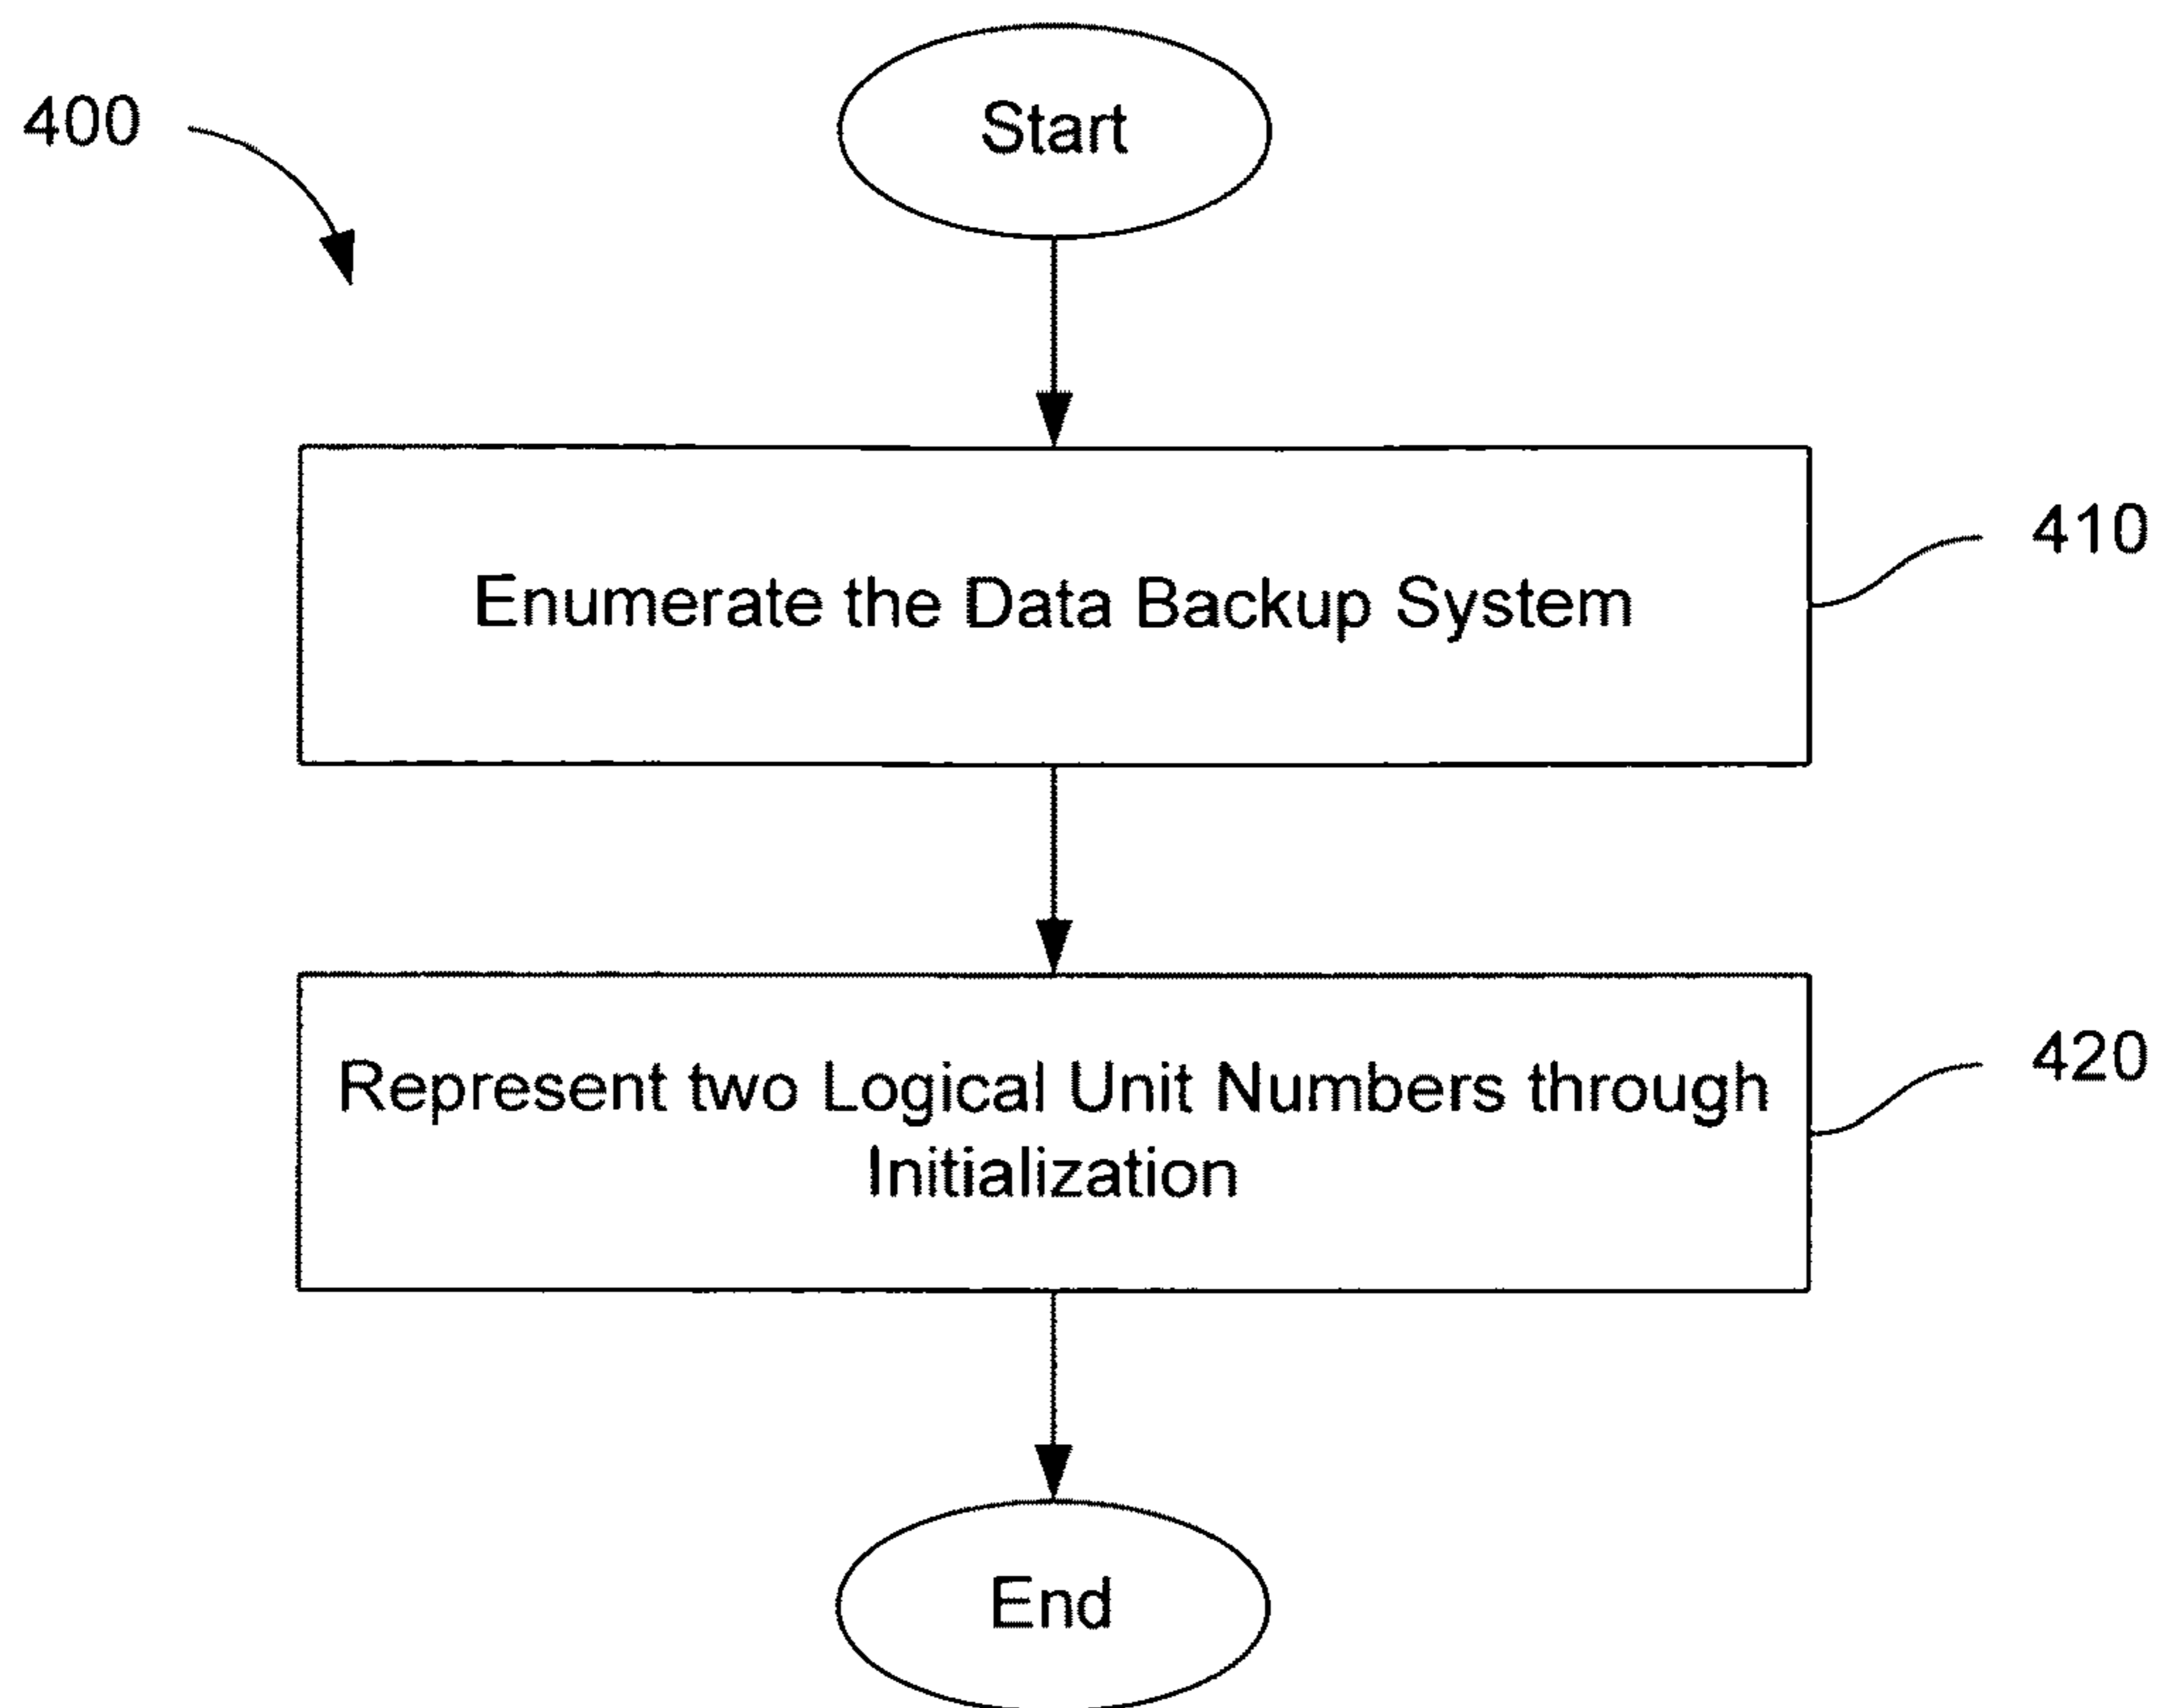 400
Start
Enumerate the Data Backup System
410
Represent two Logical Unit Numbers through
Initialization
420
End